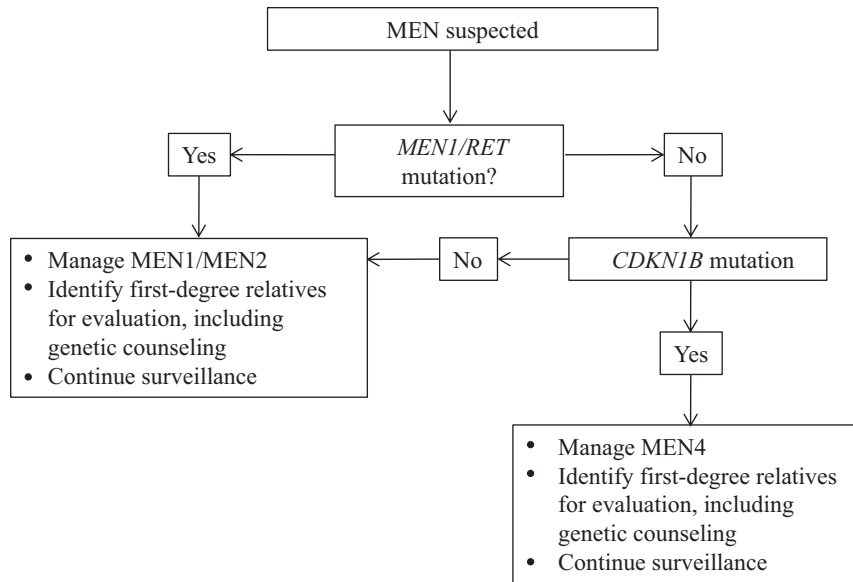 MEN suspected
Yes
MEN1/RET
mutation?
No
• Manage MEN1/MEN2
• Identify first-degree relatives
for evaluation, including
genetic counseling
• Continue surveillance
No
CDKN1B mutation
Yes
• Manage MEN4
• Identify first-degree relatives
for evaluation, including
genetic counseling
• Continue surveillance